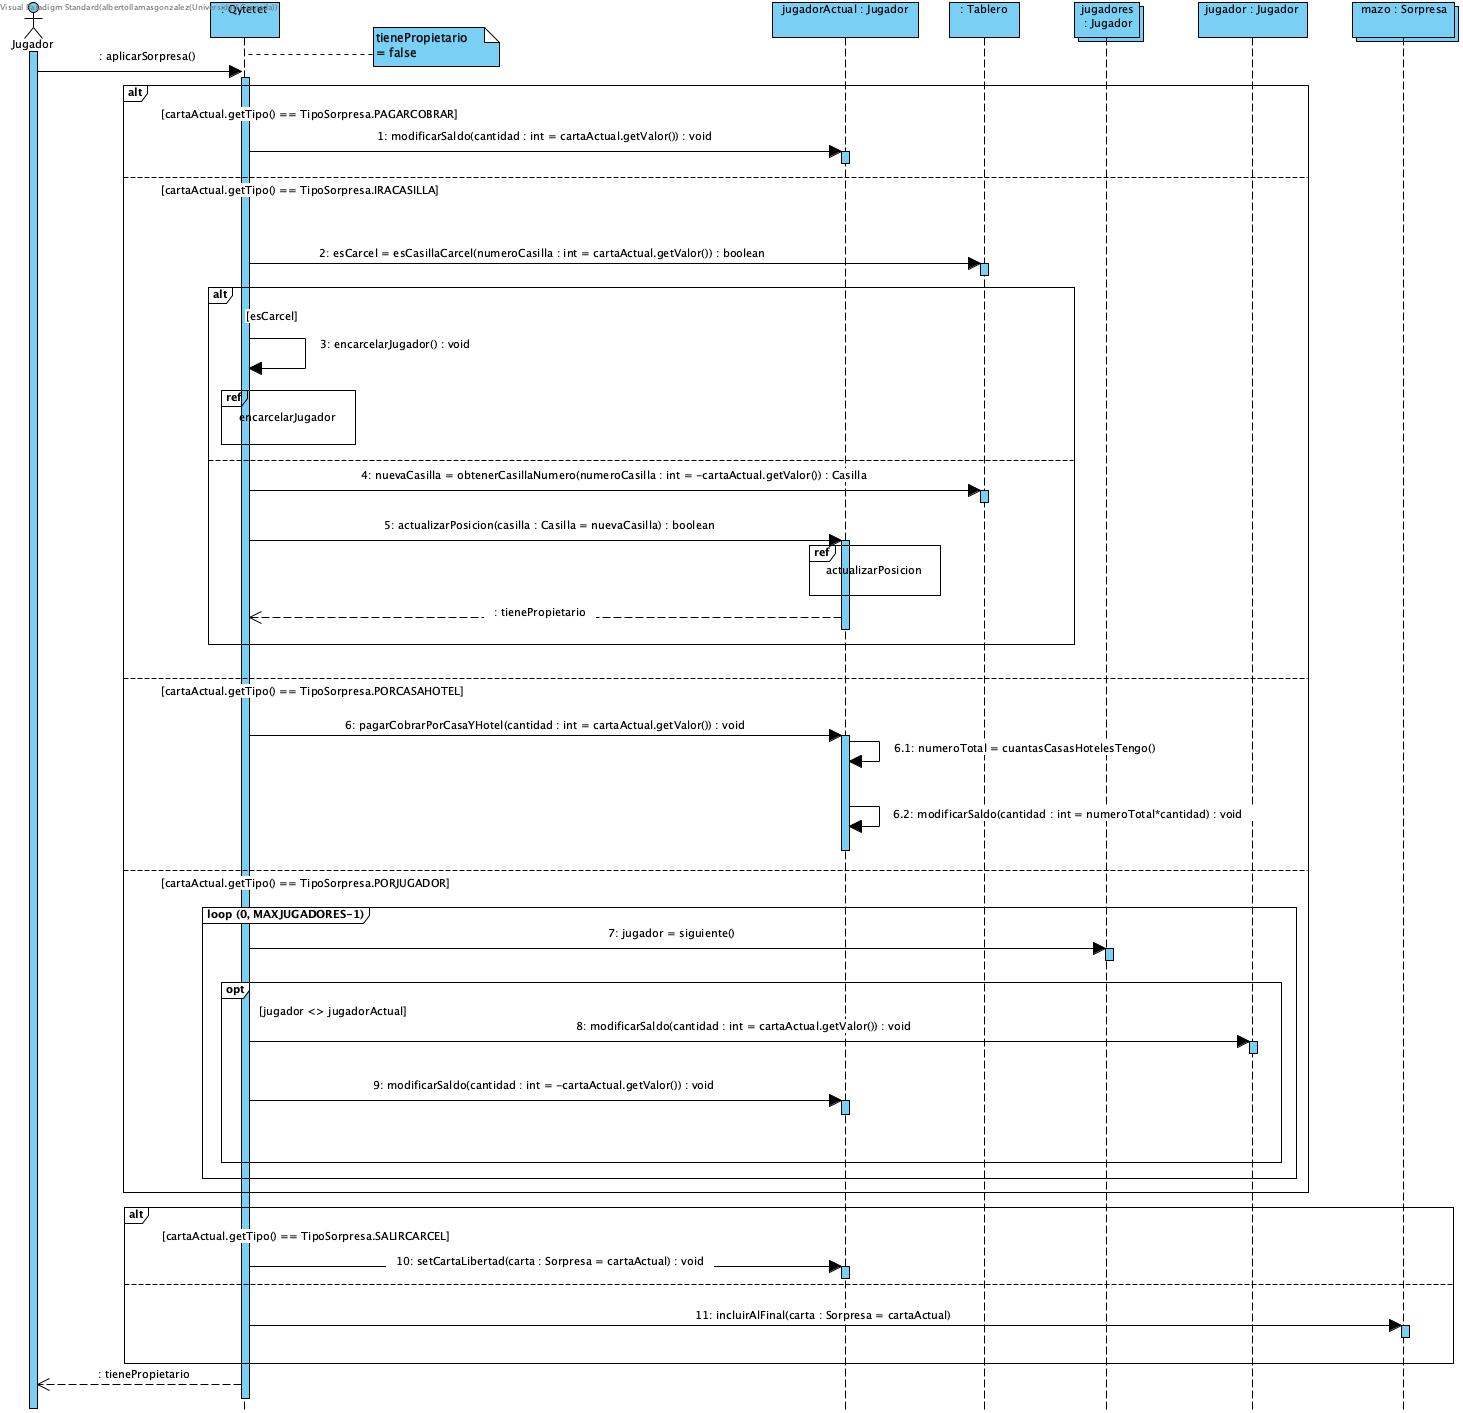 Visual Paradigm Standard(albertollamasgonzalez(Universidad Granada))
: Qytetet
jugadorActual : Jugador
: Tablero
jugadores
: Jugador
jugador : Jugador
mazo : Sorpresa
Jugador
tienePropietario
= false
: aplicarSorpresa()
alt
[cartaActual.getTipo() == TipoSorpresa.PAGARCOBRAR]
1: modificarSaldo(cantidad : int = cartaActual.getValor()) : void
[cartaActual.getTipo() == TipoSorpresa.IRACASILLA]
2: esCarcel = esCasillaCarcel(numeroCasilla : int = cartaActual.getValor()) : boolean
alt
[esCarcel]
3: encarcelarJugador() : void
ref
encarcelarJugador
4: nuevaCasilla = obtenerCasillaNumero(numeroCasilla : int = -cartaActual.getValor()) : Casilla
5: actualizarPosicion(casilla : Casilla = nuevaCasilla) : boolean
ref
actualizarPosicion
: tienePropietario
[cartaActual.getTipo() == TipoSorpresa.PORCASAHOTEL]
6: pagarCobrarPorCasaYHotel(cantidad : int = cartaActual.getValor()) : void
6.1: numeroTotal = cuantasCasasHotelesTengo()
6.2: modificarSaldo(cantidad : int = numeroTotal*cantidad) : void
[cartaActual.getTipo() == TipoSorpresa.PORJUGADOR]
loop (0, MAXJUGADORES-1)
7: jugador = siguiente()
opt
[jugador <> jugadorActual]
8: modificarSaldo(cantidad : int = cartaActual.getValor()) : void
9: modificarSaldo(cantidad : int = -cartaActual.getValor()) : void
alt
[cartaActual.getTipo() == TipoSorpresa.SALIRCARCEL]
10: setCartaLibertad(carta : Sorpresa = cartaActual) : void
11: incluirAlFinal(carta : Sorpresa = cartaActual)
: tienePropietario